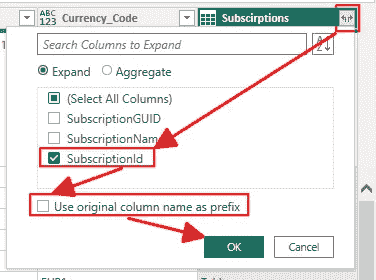 ABC
123
Currency_Code
Subscirptions
Search Columns to Expand
A
Z
Expand
Aggregate
(Select All Columns)
SubscriptionGUID
SubscriptionName
SubscriptionId
Use original column name as prefix
OK
Cancel